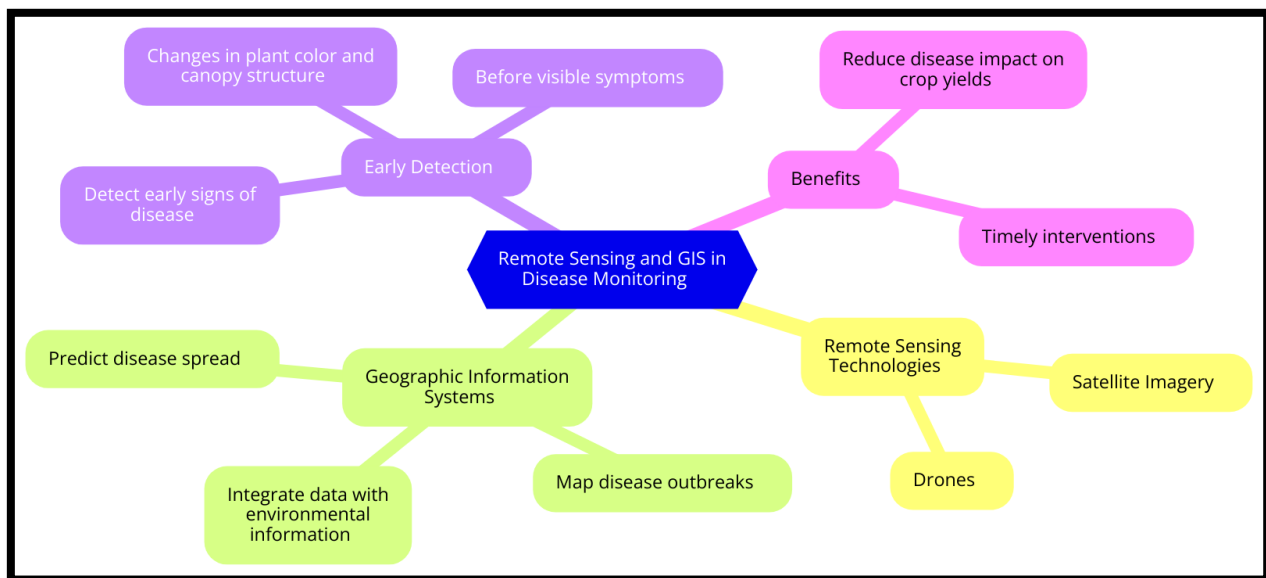 Changes in plant color and
canopy structure
Before visible symptoms
Early Detection
Detect early signs of
disease
Reduce disease impact on
crop yields
Benefits
Timely interventions
Remote Sensing and GIS in
Disease Monitoring
Predict disease spread
Geographic Information
Systems
Integrate data with
environmental
information
Map disease outbreaks
Remote Sensing
Technologies
Satellite Imagery
Drones